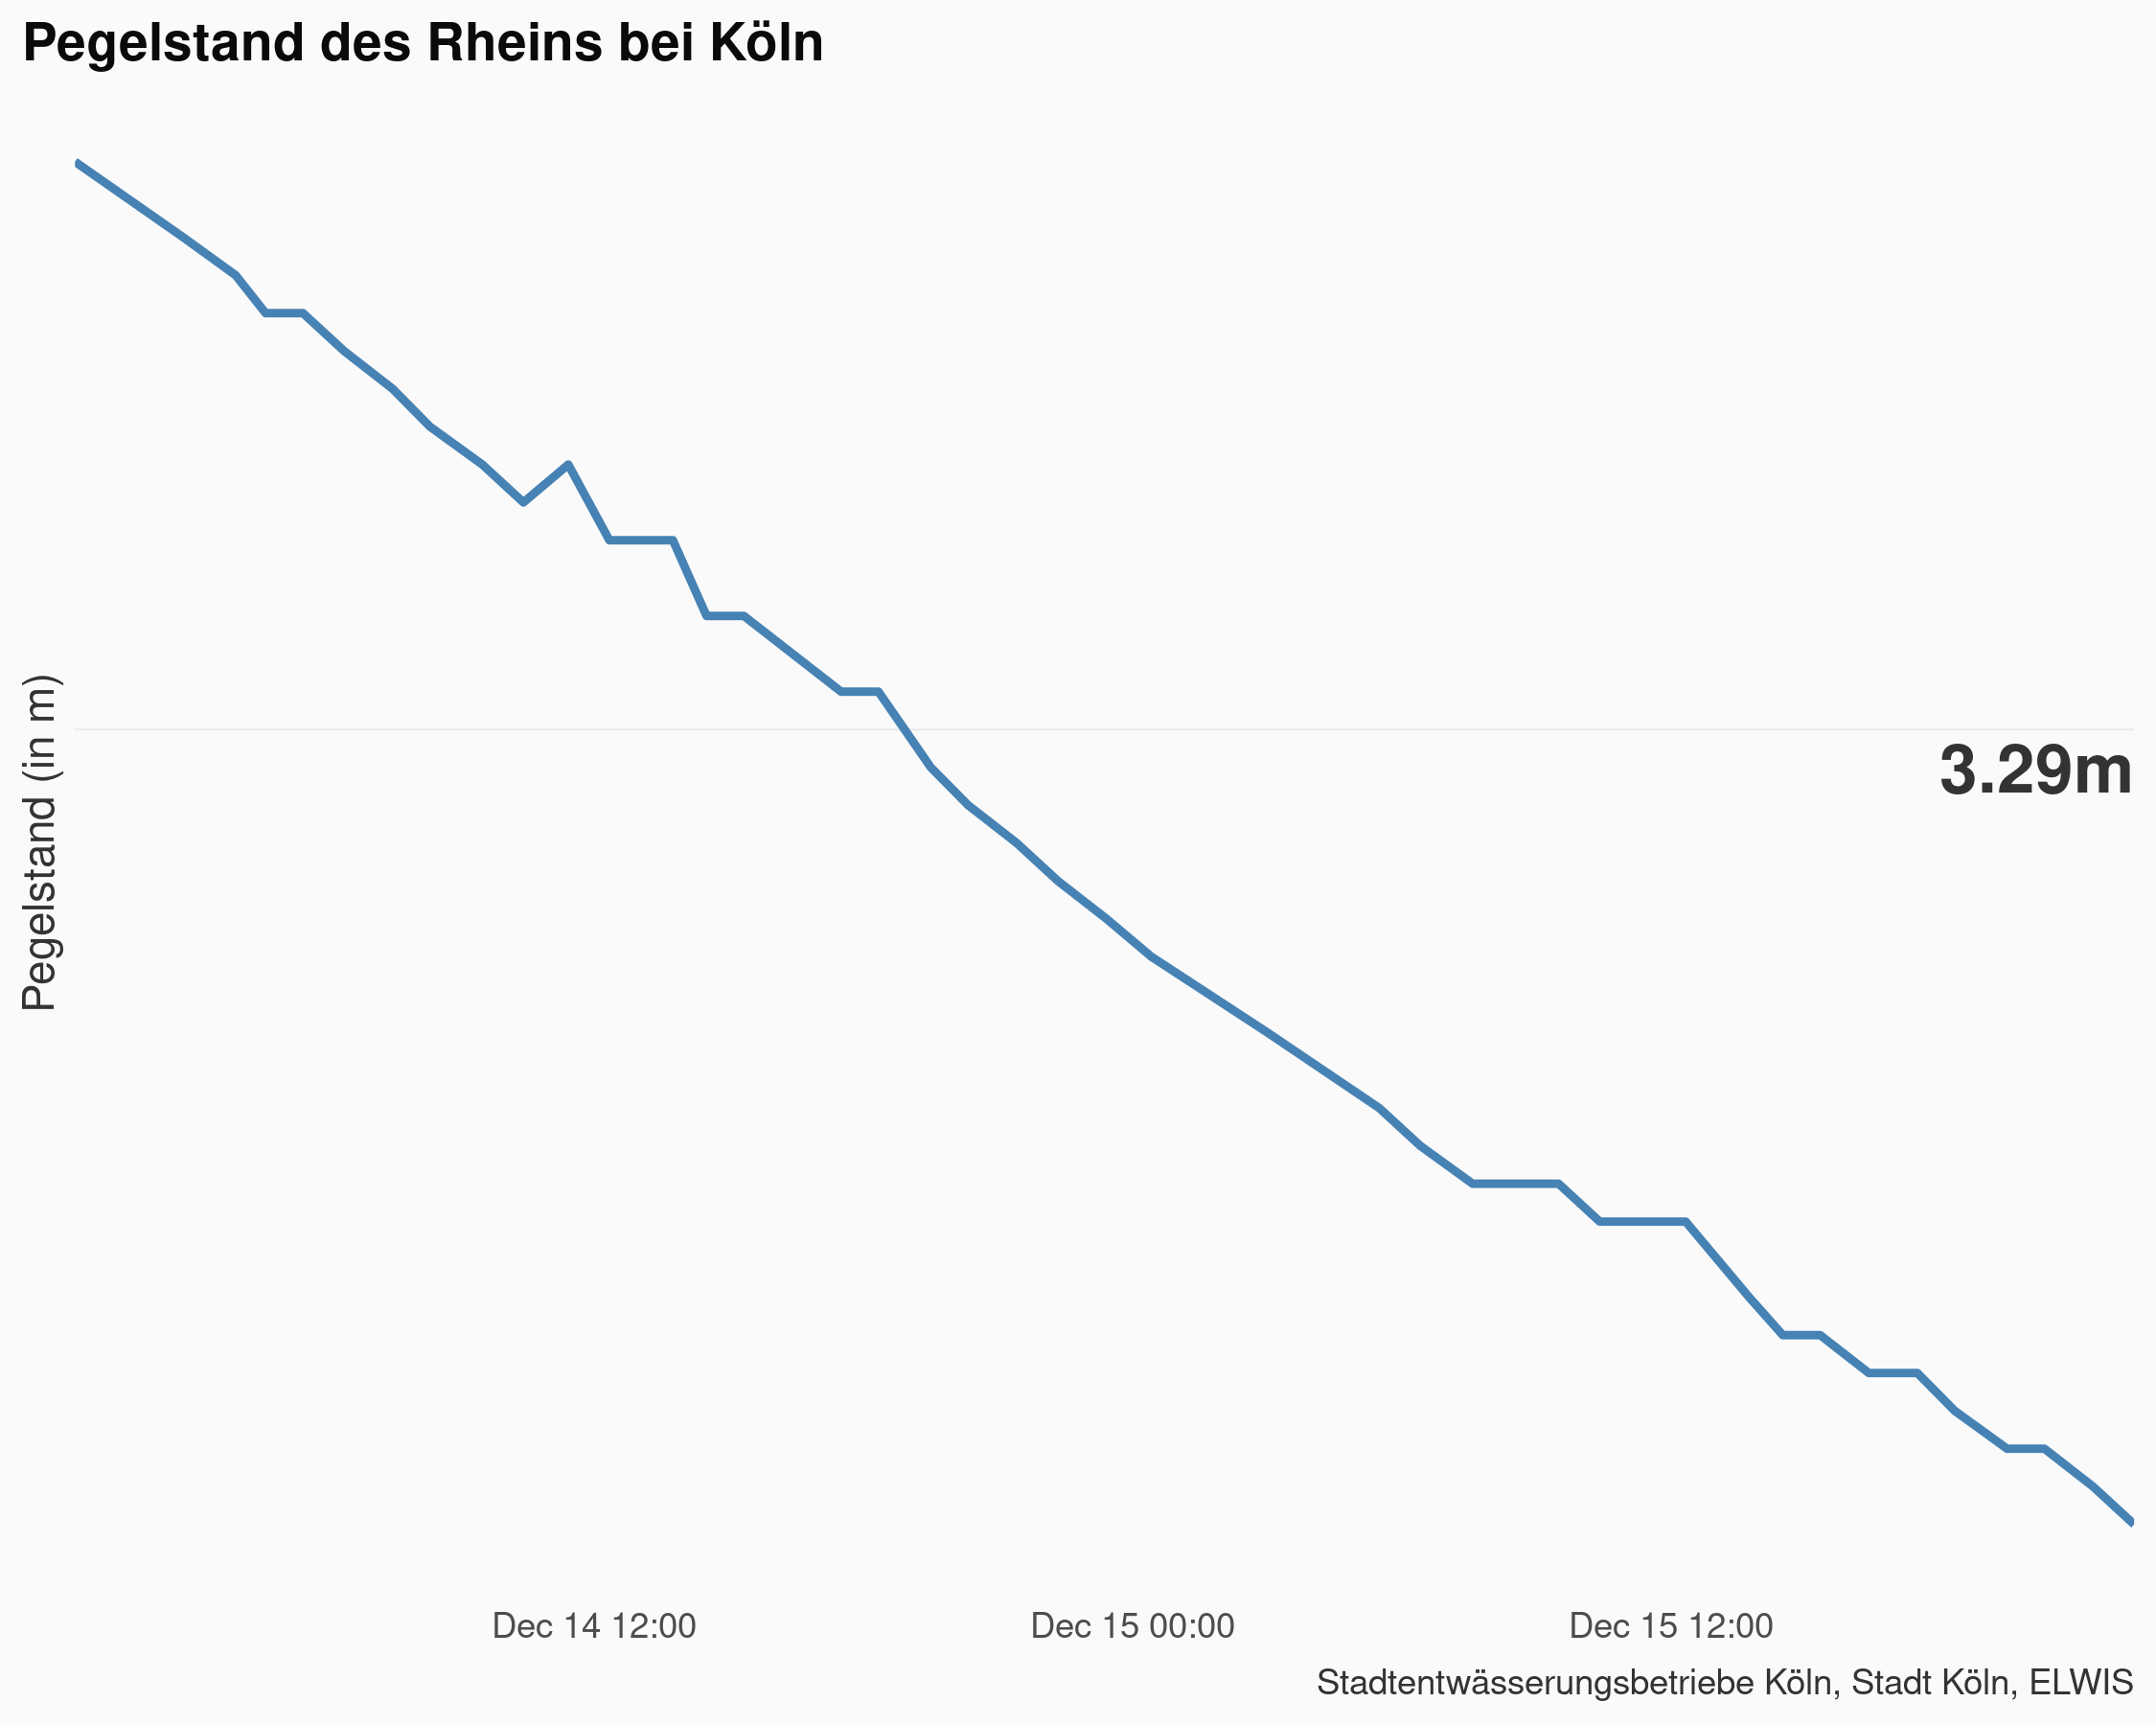 Pegelstand des Rheins bei Köln
Pegelstand (in m)
3.29m
Dec 14 12:00
Dec 15 00:00
Dec 15 12:00
Stadtentwässerungsbetriebe Köln, Stadt Köln, ELWIS